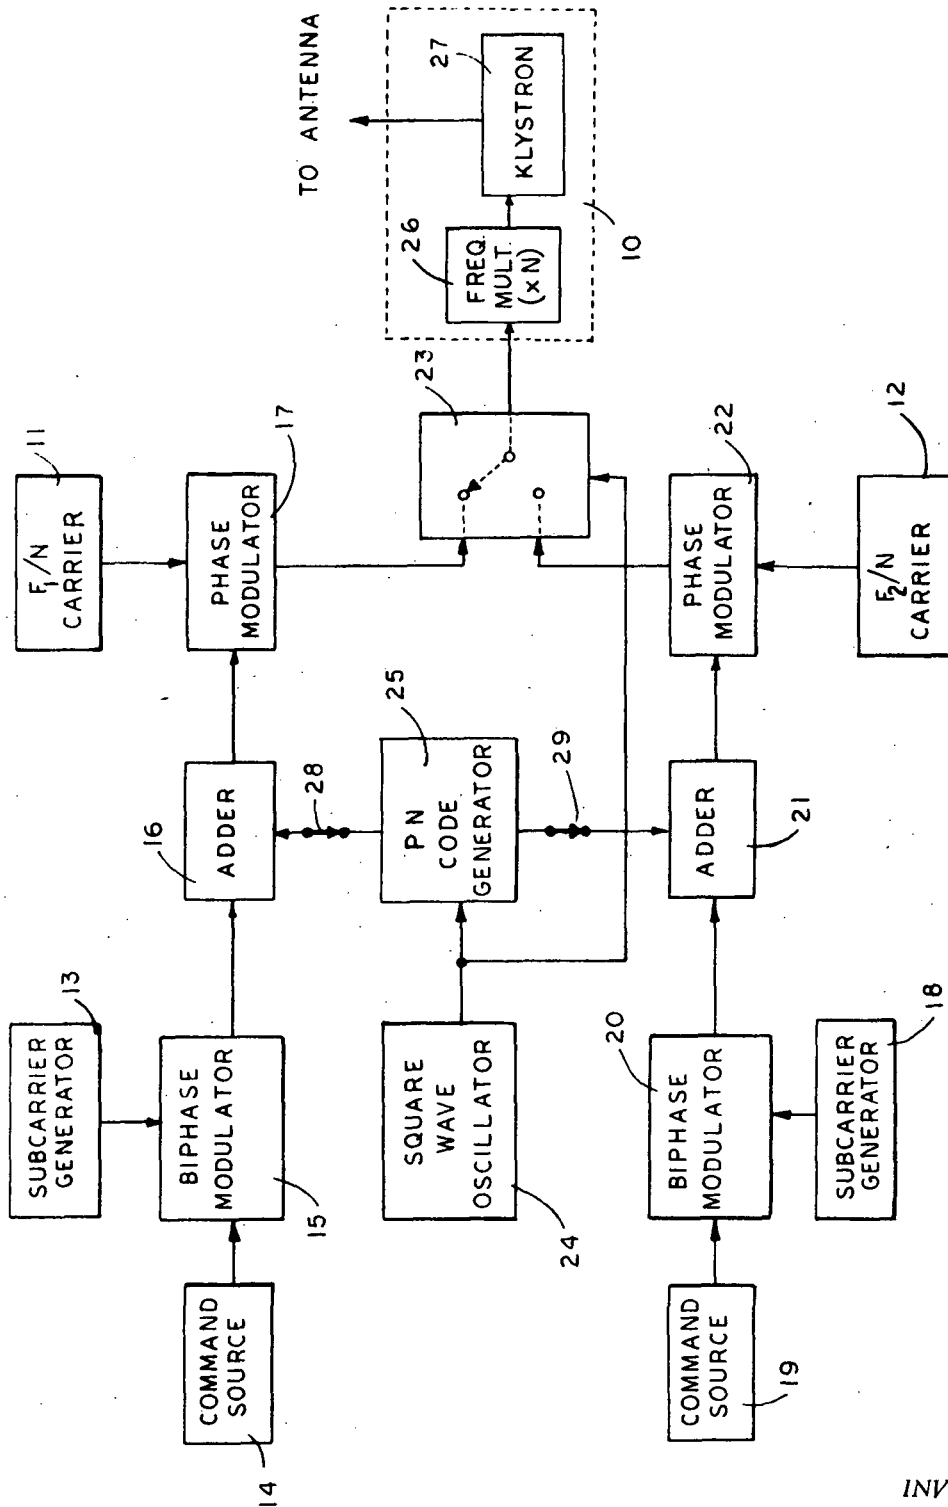 SUBCARRIER
GENERATOR
13
F1/N
CARRIER
11
TO ANTENNA
COMMAND
SOURCE
14
BIPHASE
MODULATOR
15
16
ADDER
PHASE
MODULATOR
17
28
SQUARE
WAVE
OSCILLATOR
24
PN
CODE
GENERATOR
25
23
26
FREQ.
MULT.
(xN)
27
KLYSTRON
10
29
COMMAND
SOURCE
19
20
BIPHASE
MODULATOR
ADDER
21
PHASE
MODULATOR
22
SUBCARRIER
GENERATOR
18
F2/N
CARRIER
12